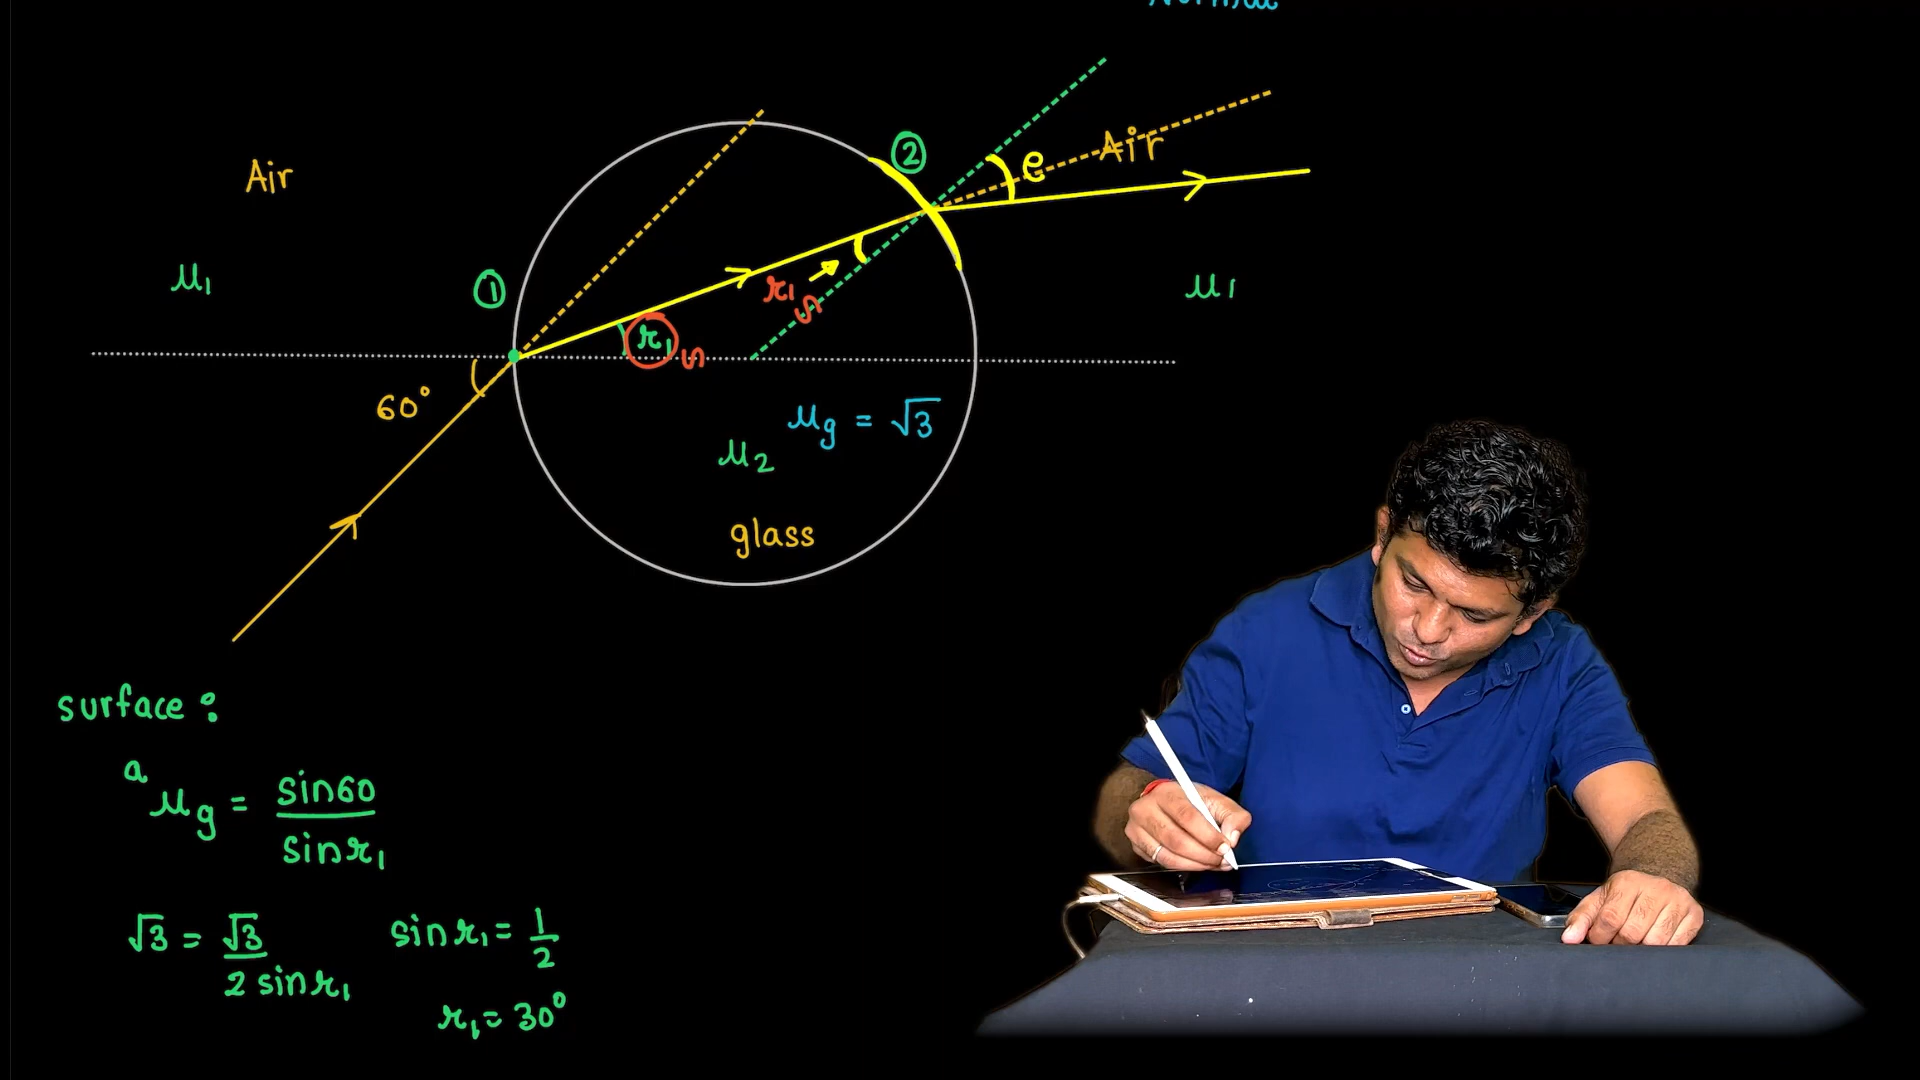 Normal
②
e
Air
Air
①
μ₁
r₁
μ₁
r₁
60°
μg = √3
μ₂
glass
surface :
ᵃμg = sin60 / sinr₁
√3 = √3 / 2 sinr₁
sinr₁ = 1/2
r₁ = 30°